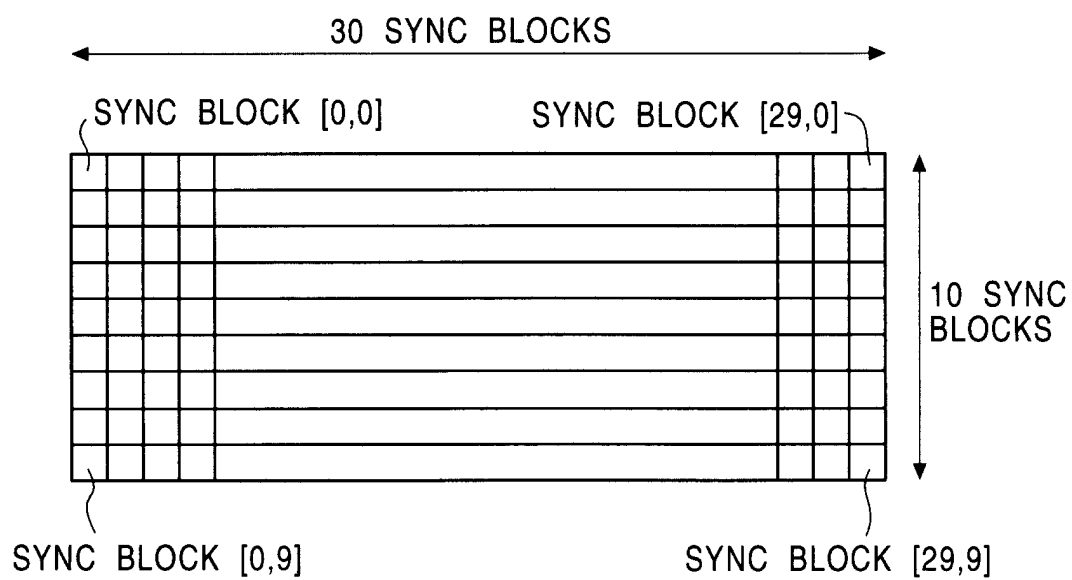 30 SYNC BLOCKS
SYNC BLOCK [0,0]
SYNC BLOCK [29,0]
10 SYNC
BLOCKS
SYNC BLOCK [0,9]
SYNC BLOCK [29,9]